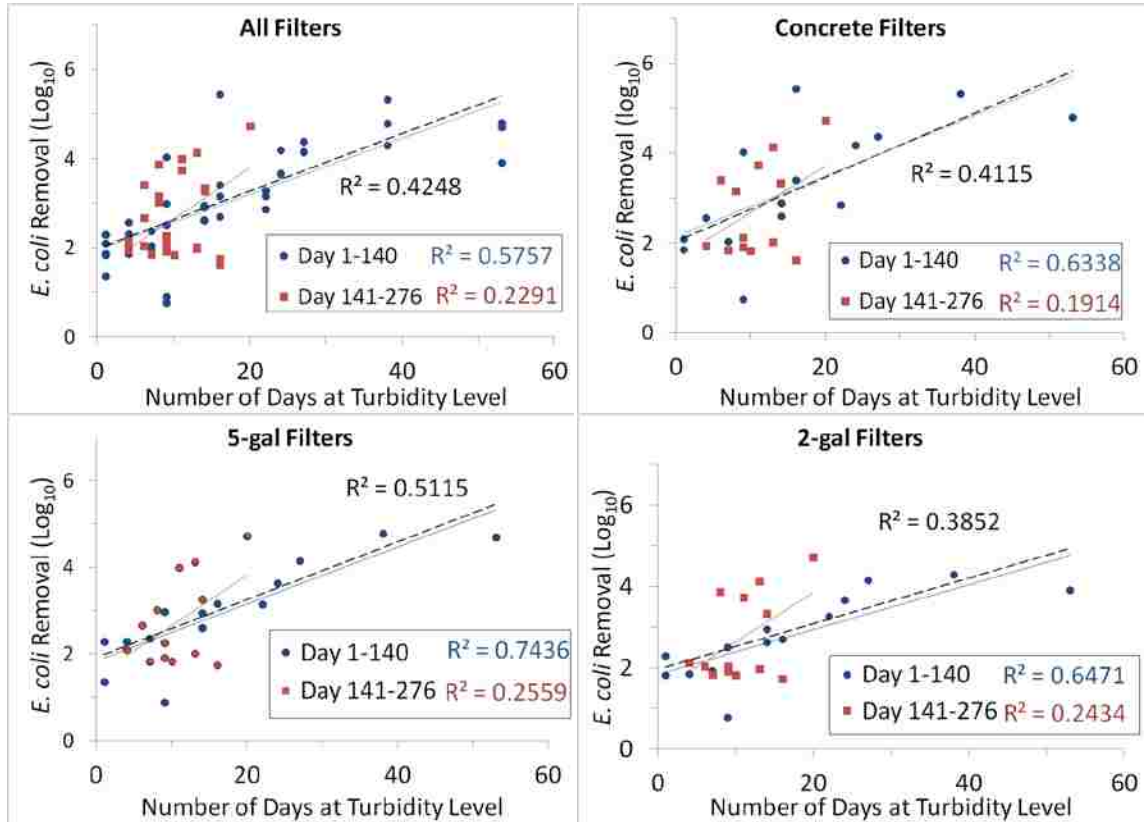 All Filters
E. coli Removal (Log10)
6
4
2
0
R² = 0.4248
Day 1-140 R² = 0.5757
Day 141-276 R² = 0.2291
0 20 40 60
Number of Days at Turbidity Level
Concrete Filters
E. coli Removal (log10)
6
4
2
0
R² = 0.4115
Day 1-140 R² = 0.6338
Day 141-276 R² = 0.1914
0 20 40 60
Number of Days at Turbidity Level
5-gal Filters
E. coli Removal (Log10)
6
4
2
0
R² = 0.5115
Day 1-140 R² = 0.7436
Day 141-276 R² = 0.2559
0 20 40 60
Number of Days at Turbidity Level
2-gal Filters
E. coli Removal (Log10)
6
4
2
0
R² = 0.3852
Day 1-140 R² = 0.6471
Day 141-276 R² = 0.2434
0 20 40 60
Number of Days at Turbidity Level